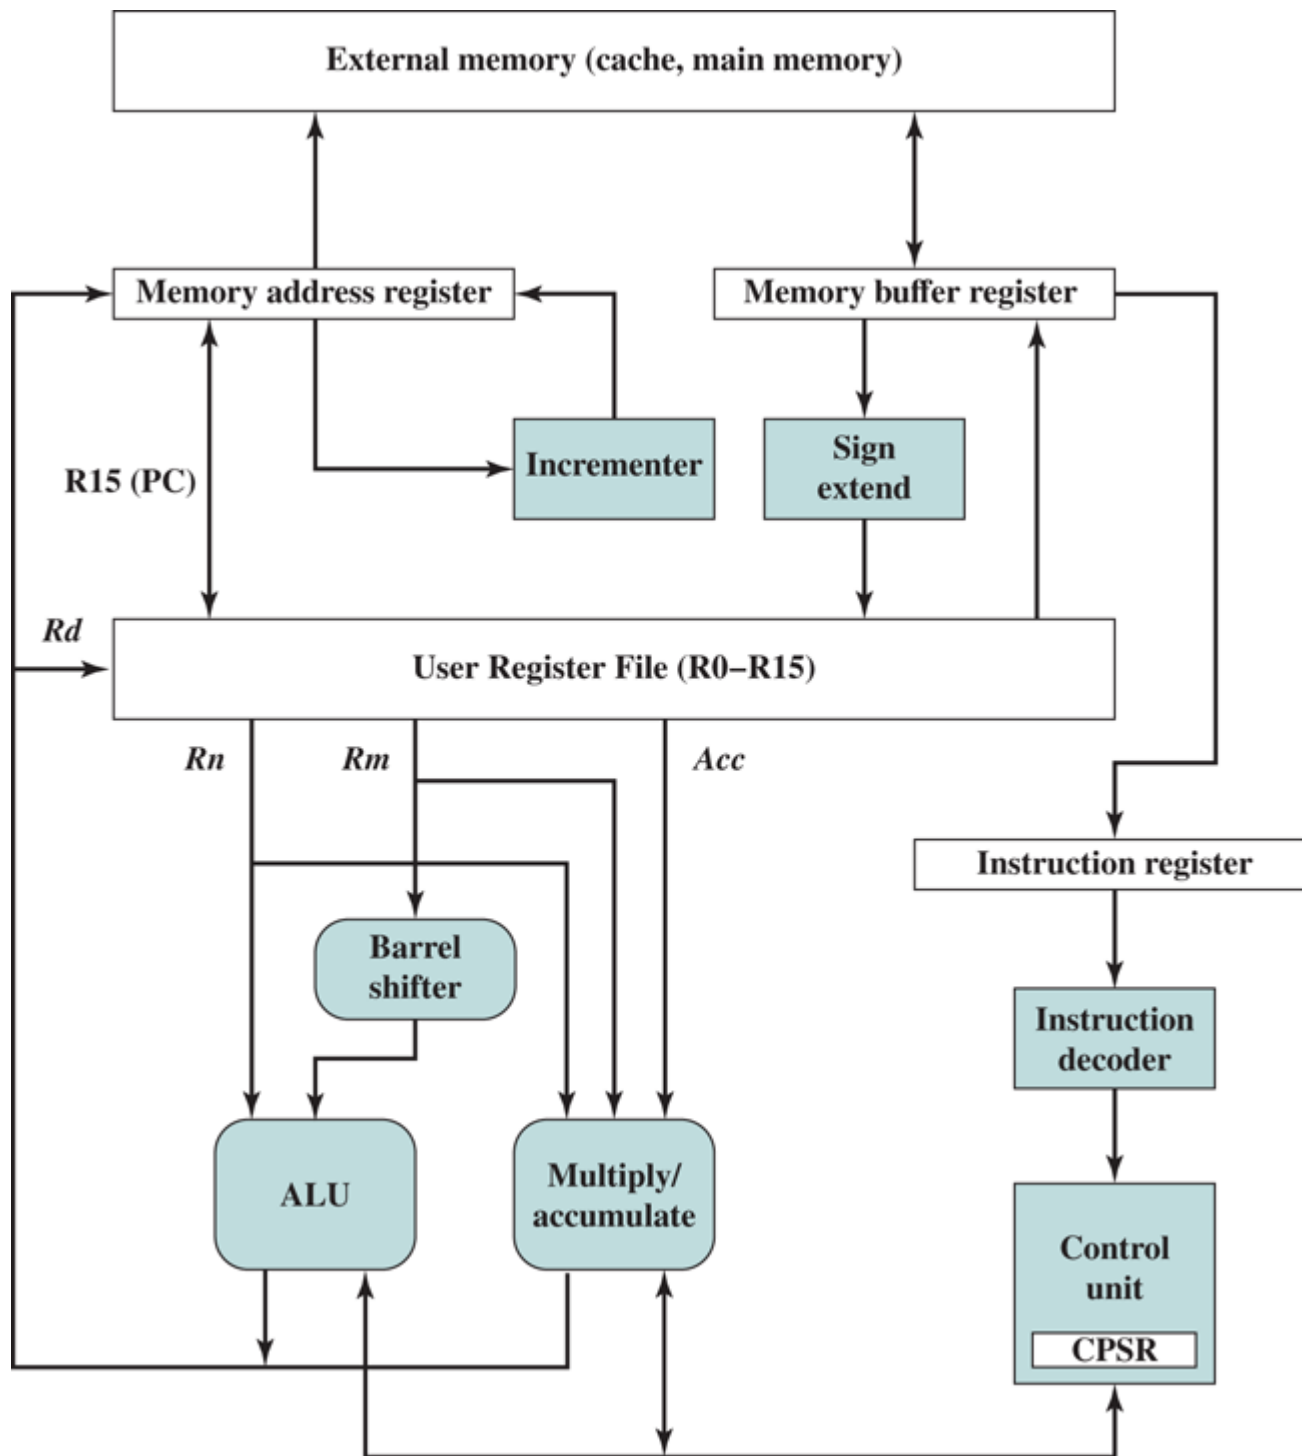 External memory (cache, main memory)
Memory address register
Memory buffer register
Incrementer
Sign
extend
R15 (PC)
Rd
User Register File (R0–R15)
Rn
Rm
Acc
Instruction register
Barrel
shifter
Instruction
decoder
ALU
Multiply/
accumulate
Control
unit
CPSR